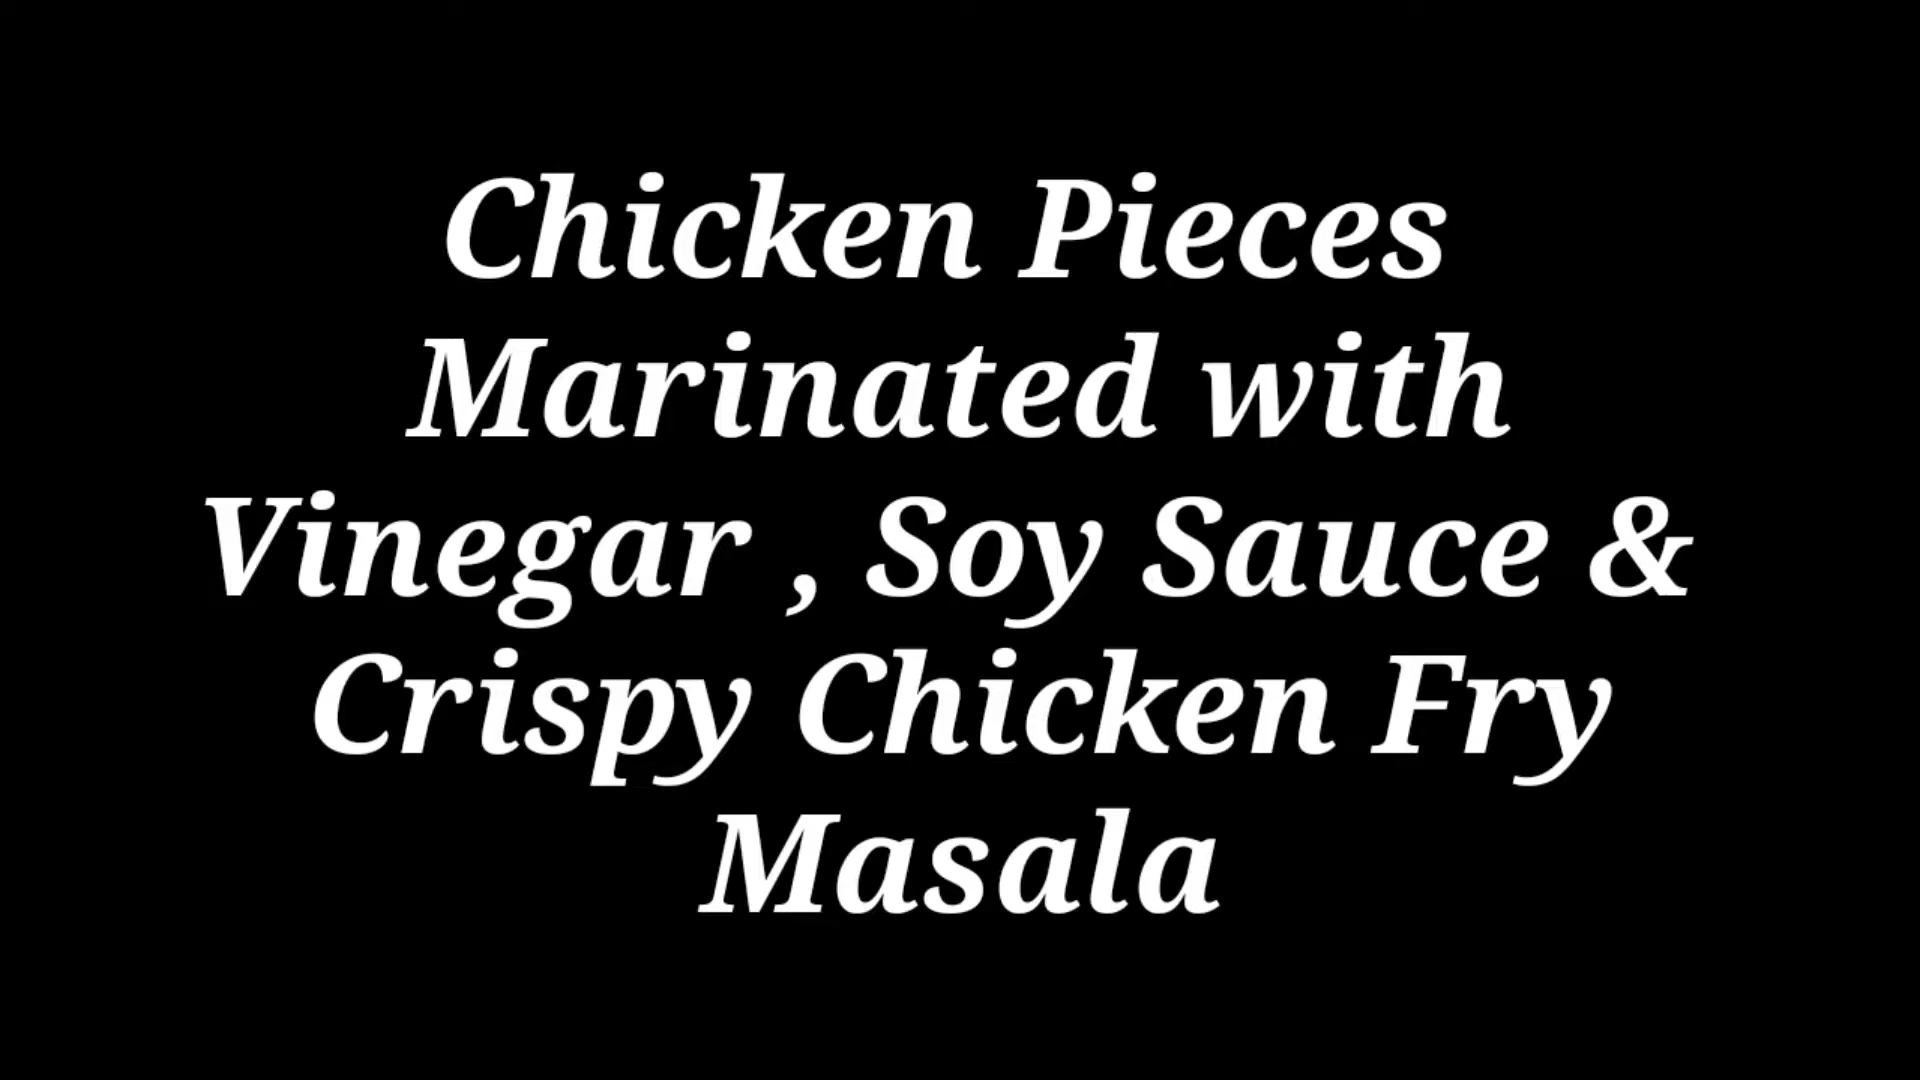 Chicken Pieces
Marinated with
Vinegar , Soy Sauce &
Crispy Chicken Fry
Masala